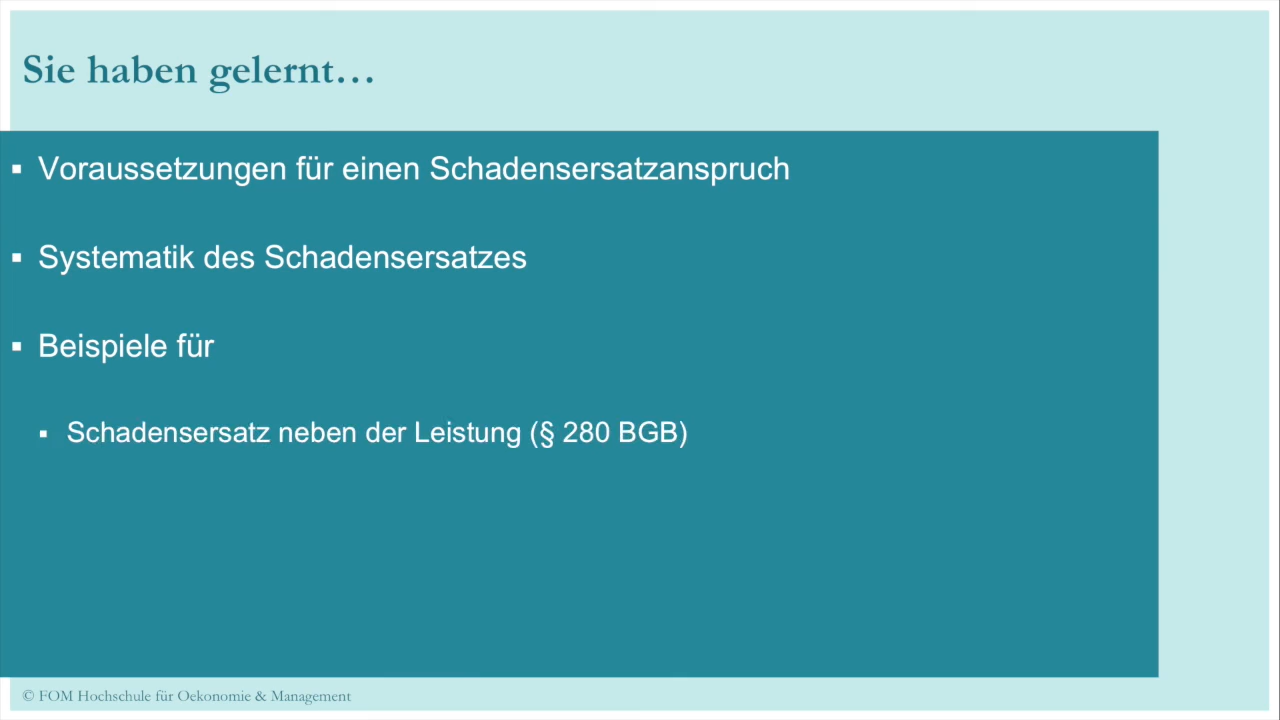 Sie haben gelernt…
▪ Voraussetzungen für einen Schadensersatzanspruch
▪ Systematik des Schadensersatzes
▪ Beispiele für
▪ Schadensersatz neben der Leistung (§ 280 BGB)
© FOM Hochschule für Oekonomie & Management